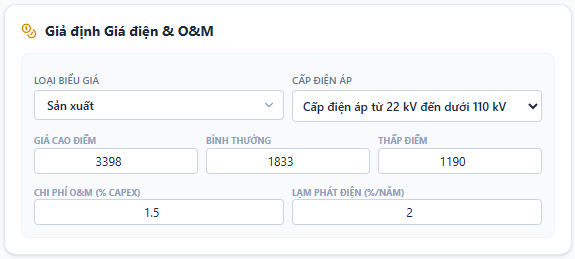 Giả định Giá điện & O&M
LOẠI BIỂU GIÁ
CẤP ĐIỆN ÁP
Sản xuất
Cấp điện áp từ 22 kV đến dưới 110 kV
GIÁ CAO ĐIỂM
BÌNH THƯỜNG
THẤP ĐIỂM
3398
1833
1190
CHI PHÍ O&M (% CAPEX)
LẠM PHÁT ĐIỆN (%/NĂM)
1.5
2